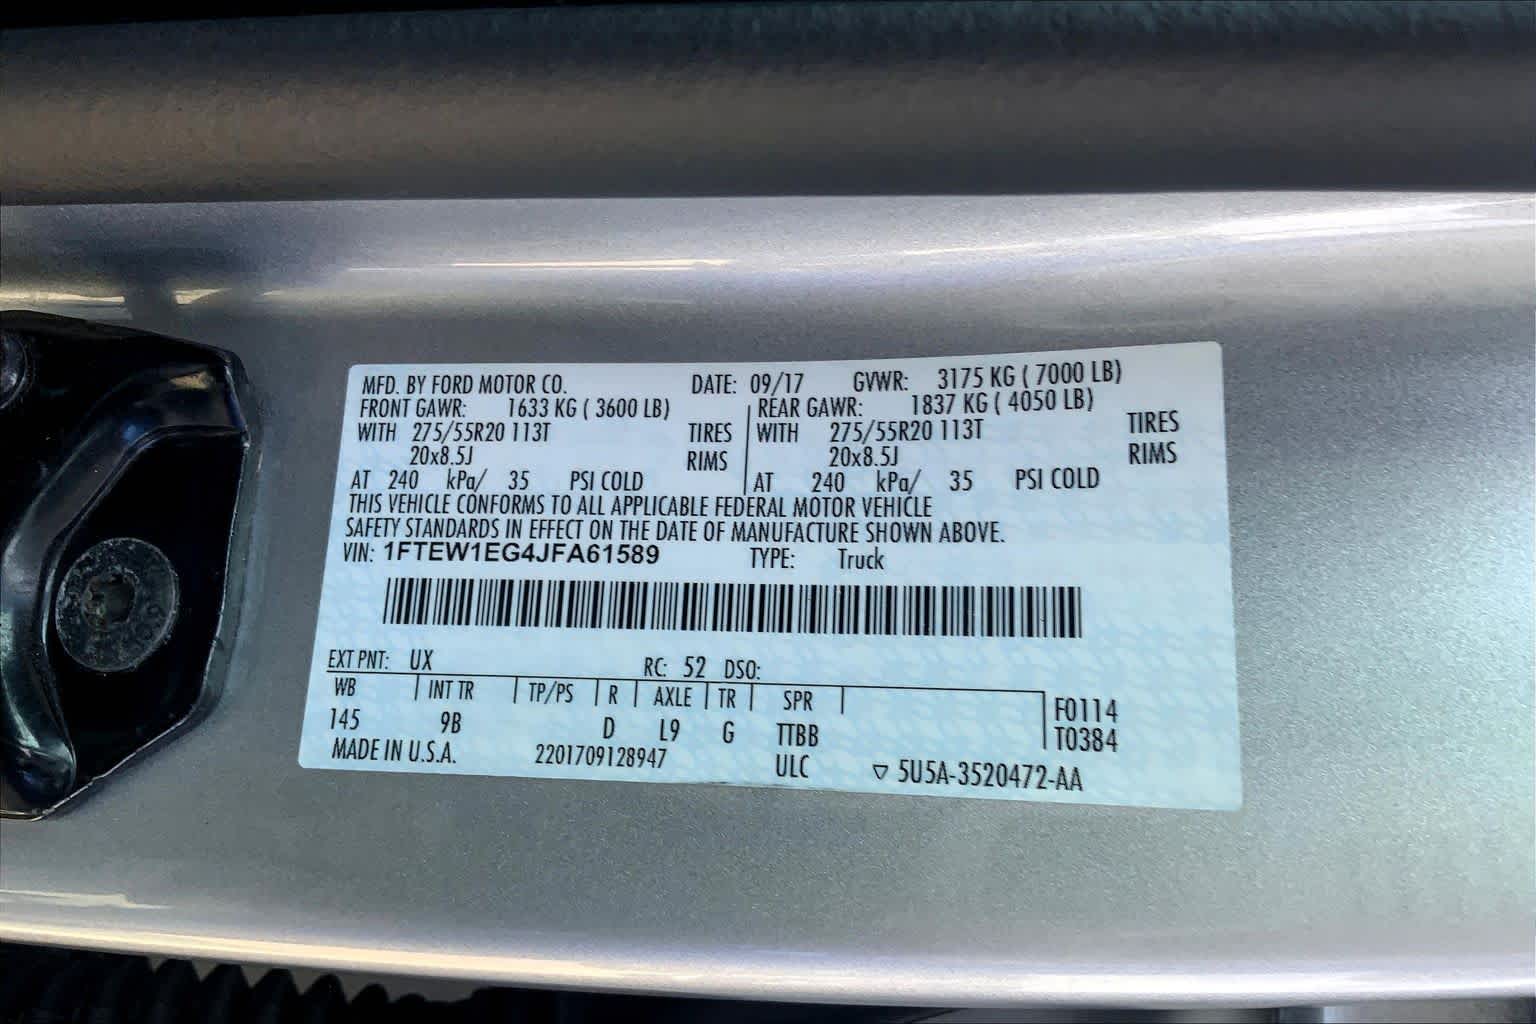 MFD. BY FORD MOTOR CO. DATE: 09/17 GVWR: 3175 KG ( 7000 LB)
FRONT GAWR: 1633 KG ( 3600 LB) REAR GAWR: 1837 KG ( 4050 LB)
WITH 275/55R20 113T TIRES WITH 275/55R20 113T TIRES
20x8.5J RIMS 20x8.5J RIMS
AT 240 kPa/ 35 PSI COLD AT 240 kPa/ 35 PSI COLD
THIS VEHICLE CONFORMS TO ALL APPLICABLE FEDERAL MOTOR VEHICLE
SAFETY STANDARDS IN EFFECT ON THE DATE OF MANUFACTURE SHOWN ABOVE.
VIN: 1FTEW1EG4JFA61589 TYPE: Truck
EXT PNT: UX RC: 52 DSO:
WB INT TR TP/PS R AXLE TR SPR F0114
145 9B D L9 G TTBB T0384
MADE IN U.S.A. 2201709128947 ULC ▽ 5U5A-3520472-AA